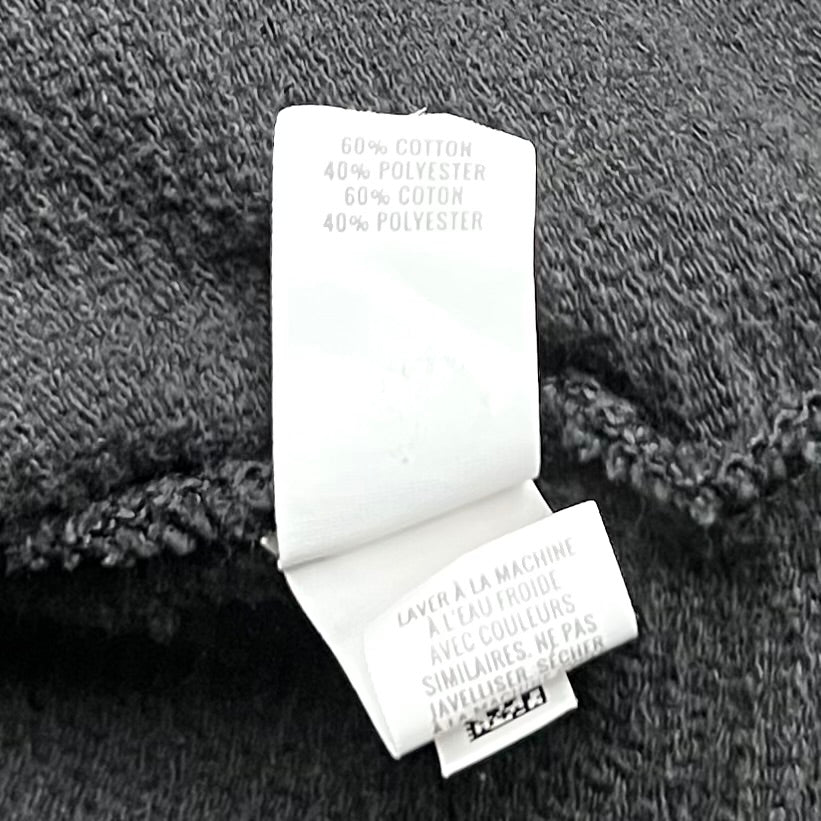 60% COTTON
40% POLYESTER
60% COTON
40% POLYESTER
LAVER À LA MACHINE
À L'EAU FROIDE
AVEC COULEURS
SIMILAIRES. NE PAS
JAVELLISER. SÉCHER
À LA